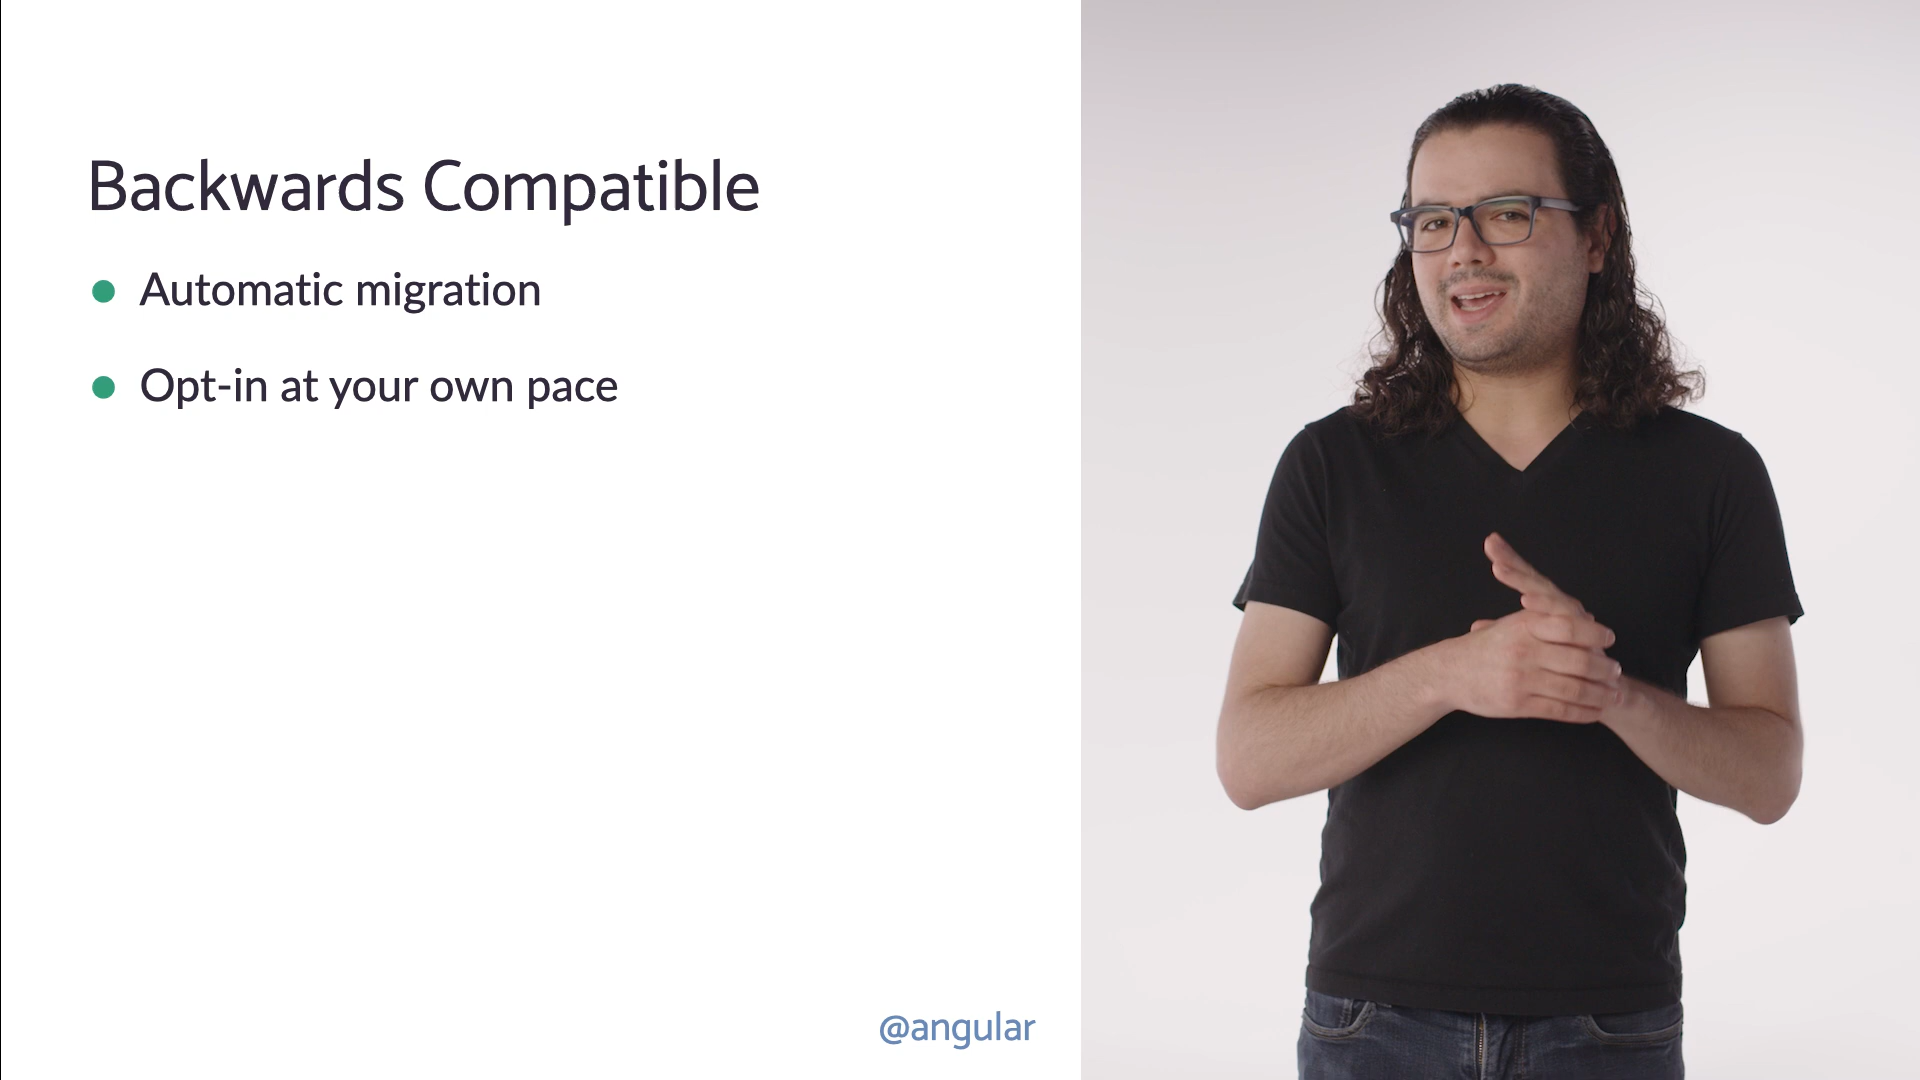 Backwards Compatible
Automatic migration
Opt-in at your own pace
@angular